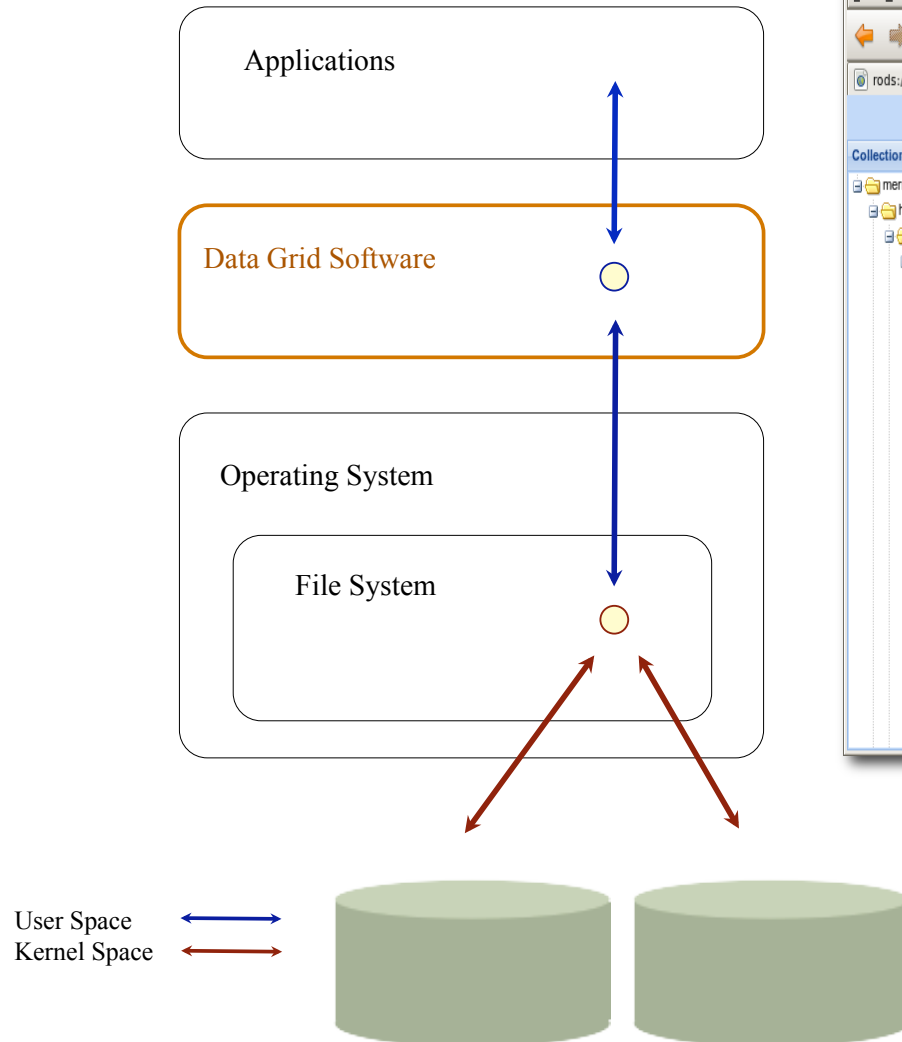 Applications
Data Grid Software
Operating System
File System
User Space
Kernel Space
rods:/
Collection